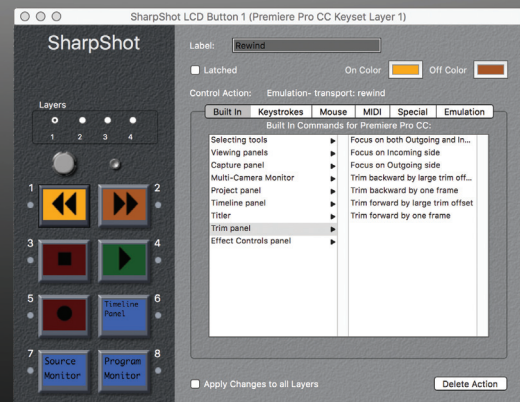 SharpShot LCD Button 1 (Premiere Pro CC Keyset Layer 1)
SharpShot
Layers
1 2 3 4
1
2
3
4
5
6
Timeline
Panel
7
8
Source
Monitor
Program
Monitor
Label: Rewind
Latched On Color Off Color
Control Action: Emulation- transport: rewind
Built In Keystrokes Mouse MIDI Special Emulation
Built In Commands for Premiere Pro CC:
Selecting tools
Viewing panels
Capture panel
Multi-Camera Monitor
Project panel
Timeline panel
Titler
Trim panel
Effect Controls panel
Focus on both Outgoing and In...
Focus on Incoming side
Focus on Outgoing side
Trim backward by large trim off...
Trim backward by one frame
Trim forward by large trim offset
Trim forward by one frame
Apply Changes to all Layers
Delete Action